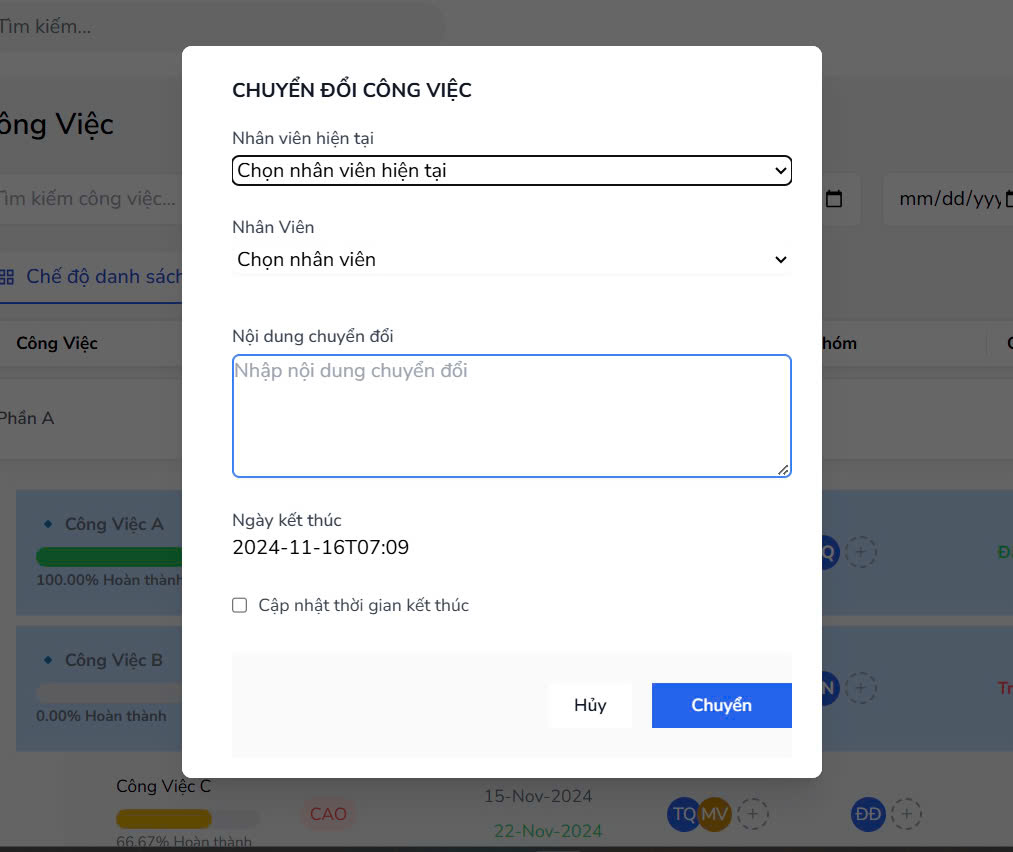 Tìm kiếm...
CHUYỂN ĐỔI CÔNG VIỆC
ông Việc
Nhân viên hiện tại
Chọn nhân viên hiện tại
Tìm kiếm công việc...
mm/dd/yyy
Nhân Viên
Chọn nhân viên
Chế độ danh sách
Nội dung chuyển đổi
Công Việc
hóm
Nhập nội dung chuyển đổi
Phần A
Ngày kết thúc
2024-11-16T07:09
Công Việc A
Q
100.00% Hoàn thành
Cập nhật thời gian kết thúc
Công Việc B
N
Tr
0.00% Hoàn thành
Hủy
Chuyển
Công Việc C
15-Nov-2024
CAO
TQ MV
ĐĐ
22-Nov-2024
66.67% Hoàn thành